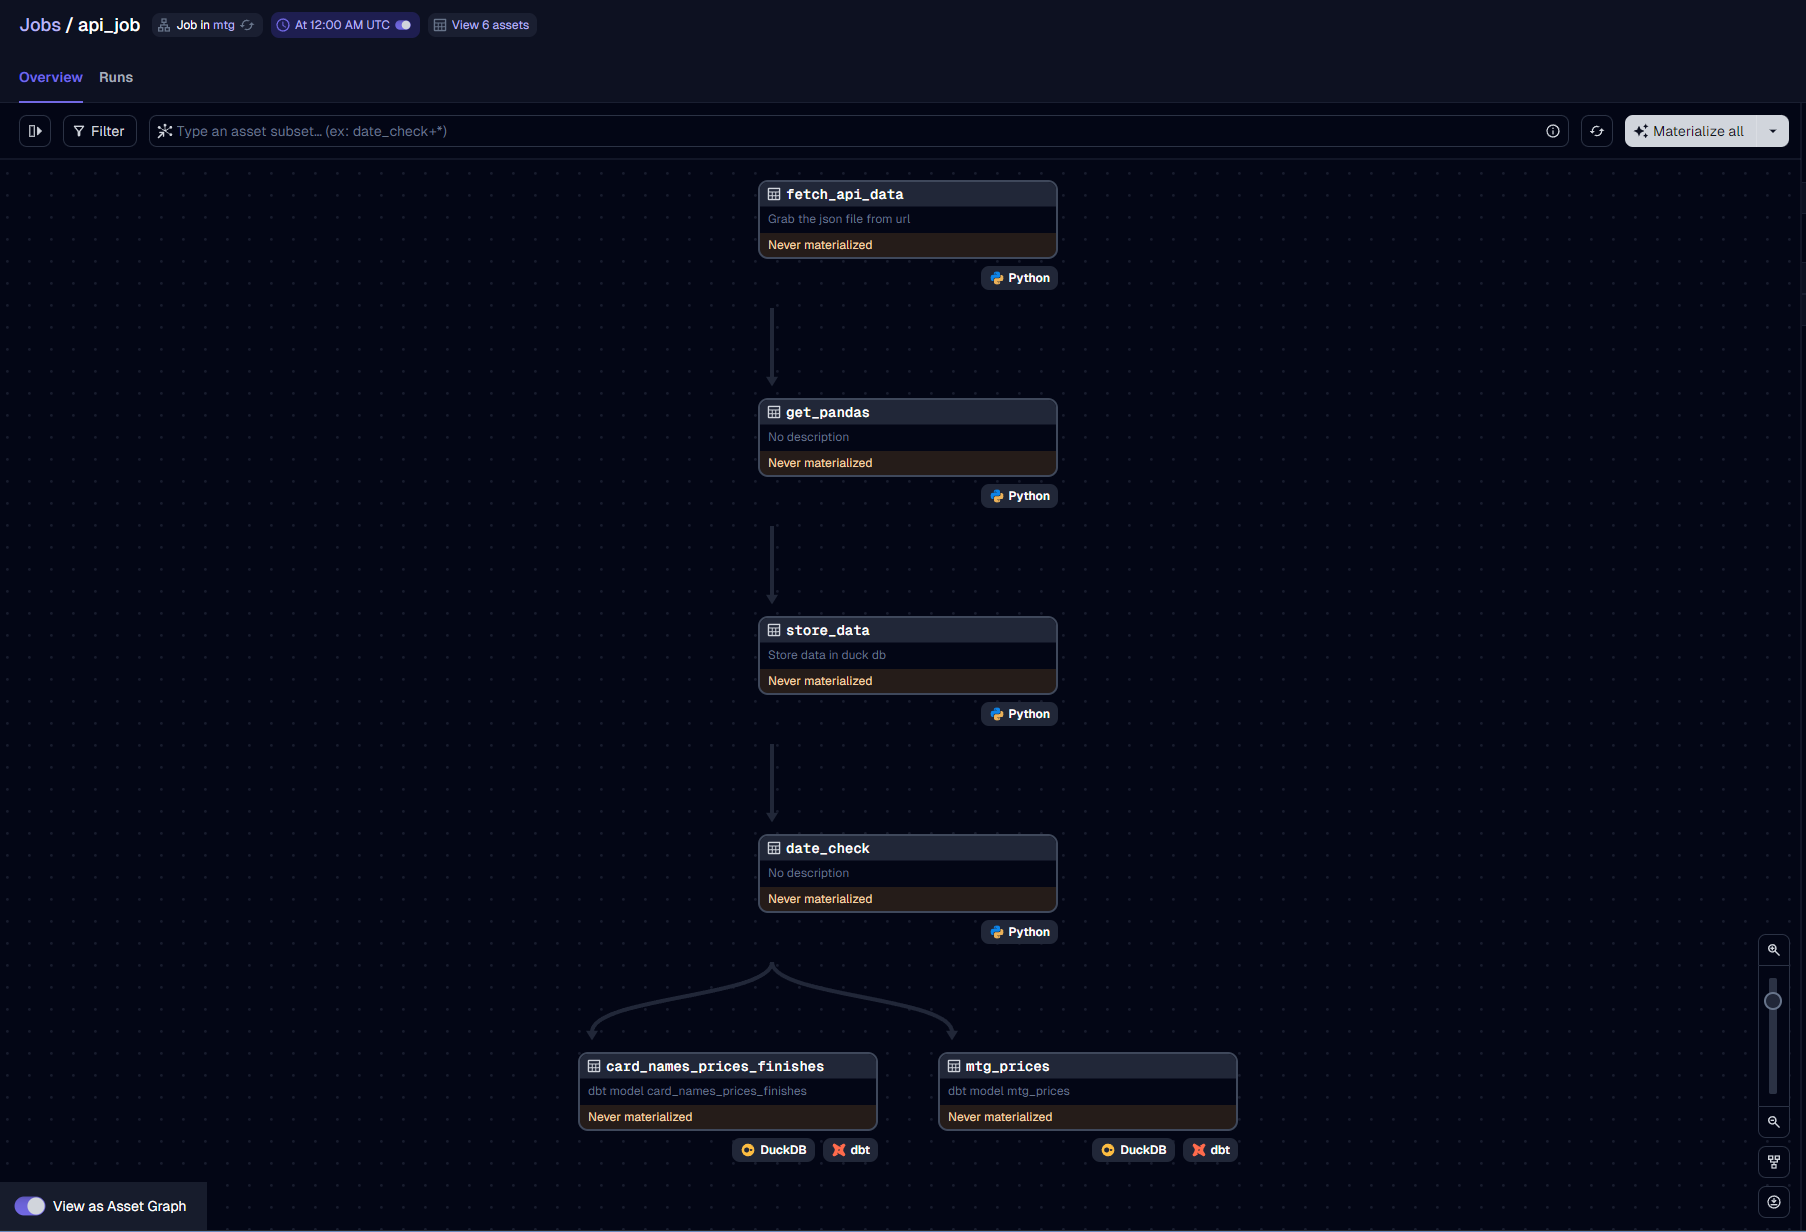 Jobs / api_job
Job in mtg
At 12:00 AM UTC
View 6 assets
Overview
Runs
Filter
Type an asset subset... (ex: date_check+*)
Materialize all
fetch_api_data
Grab the json file from url
Never materialized
Python
get_pandas
No description
Never materialized
Python
store_data
Store data in duck db
Never materialized
Python
date_check
No description
Never materialized
Python
card_names_prices_finishes
dbt model card_names_prices_finishes
Never materialized
DuckDB
dbt
mtg_prices
dbt model mtg_prices
Never materialized
DuckDB
dbt
View as Asset Graph